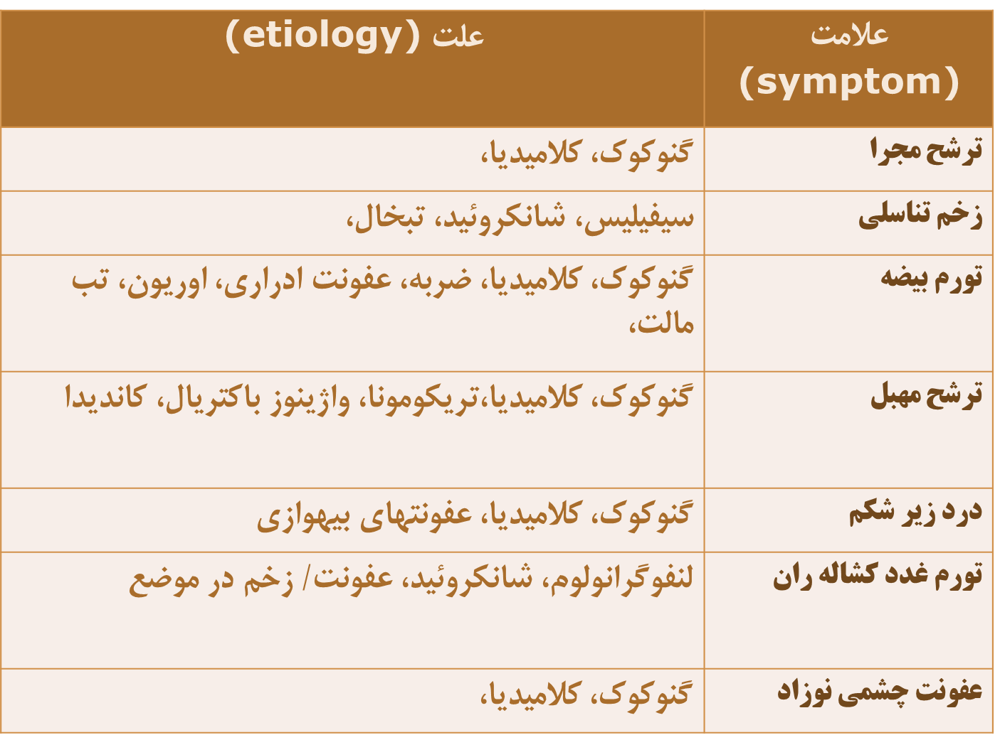 علامت
(symptom)
علت (etiology)
ترشح مجرا
گنوکوک، کلامیدیا،
زخم تناسلی
سیفیلیس، شانکروئید، تبخال،
تورم بیضه
گنوکوک، کلامیدیا، ضربه، عفونت ادراری، اوریون، تب
مالت،
ترشح مهبل
گنوکوک، کلامیدیا،تریکومونا، واژینوز باکتریال، کاندیدا
درد زیر شکم
گنوکوک، کلامیدیا، عفونتهای بیهوازی
تورم غدد کشاله ران
لنفوگرانولوم، شانکروئید، عفونت/ زخم در موضع
عفونت چشمی نوزاد
گنوکوک، کلامیدیا،